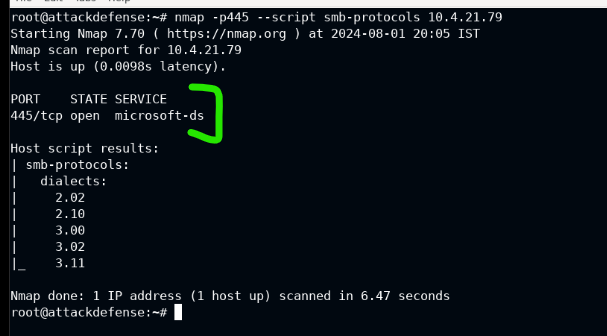 root@attackdefense:~# nmap -p445 --script smb-protocols 10.4.21.79
Starting Nmap 7.70 ( https://nmap.org ) at 2024-08-01 20:05 IST
Nmap scan report for 10.4.21.79
Host is up (0.0098s latency).
PORT    STATE SERVICE
445/tcp open  microsoft-ds
Host script results:
| smb-protocols:
|   dialects:
|     2.02
|     2.10
|     3.00
|     3.02
|_    3.11
Nmap done: 1 IP address (1 host up) scanned in 6.47 seconds
root@attackdefense:~#